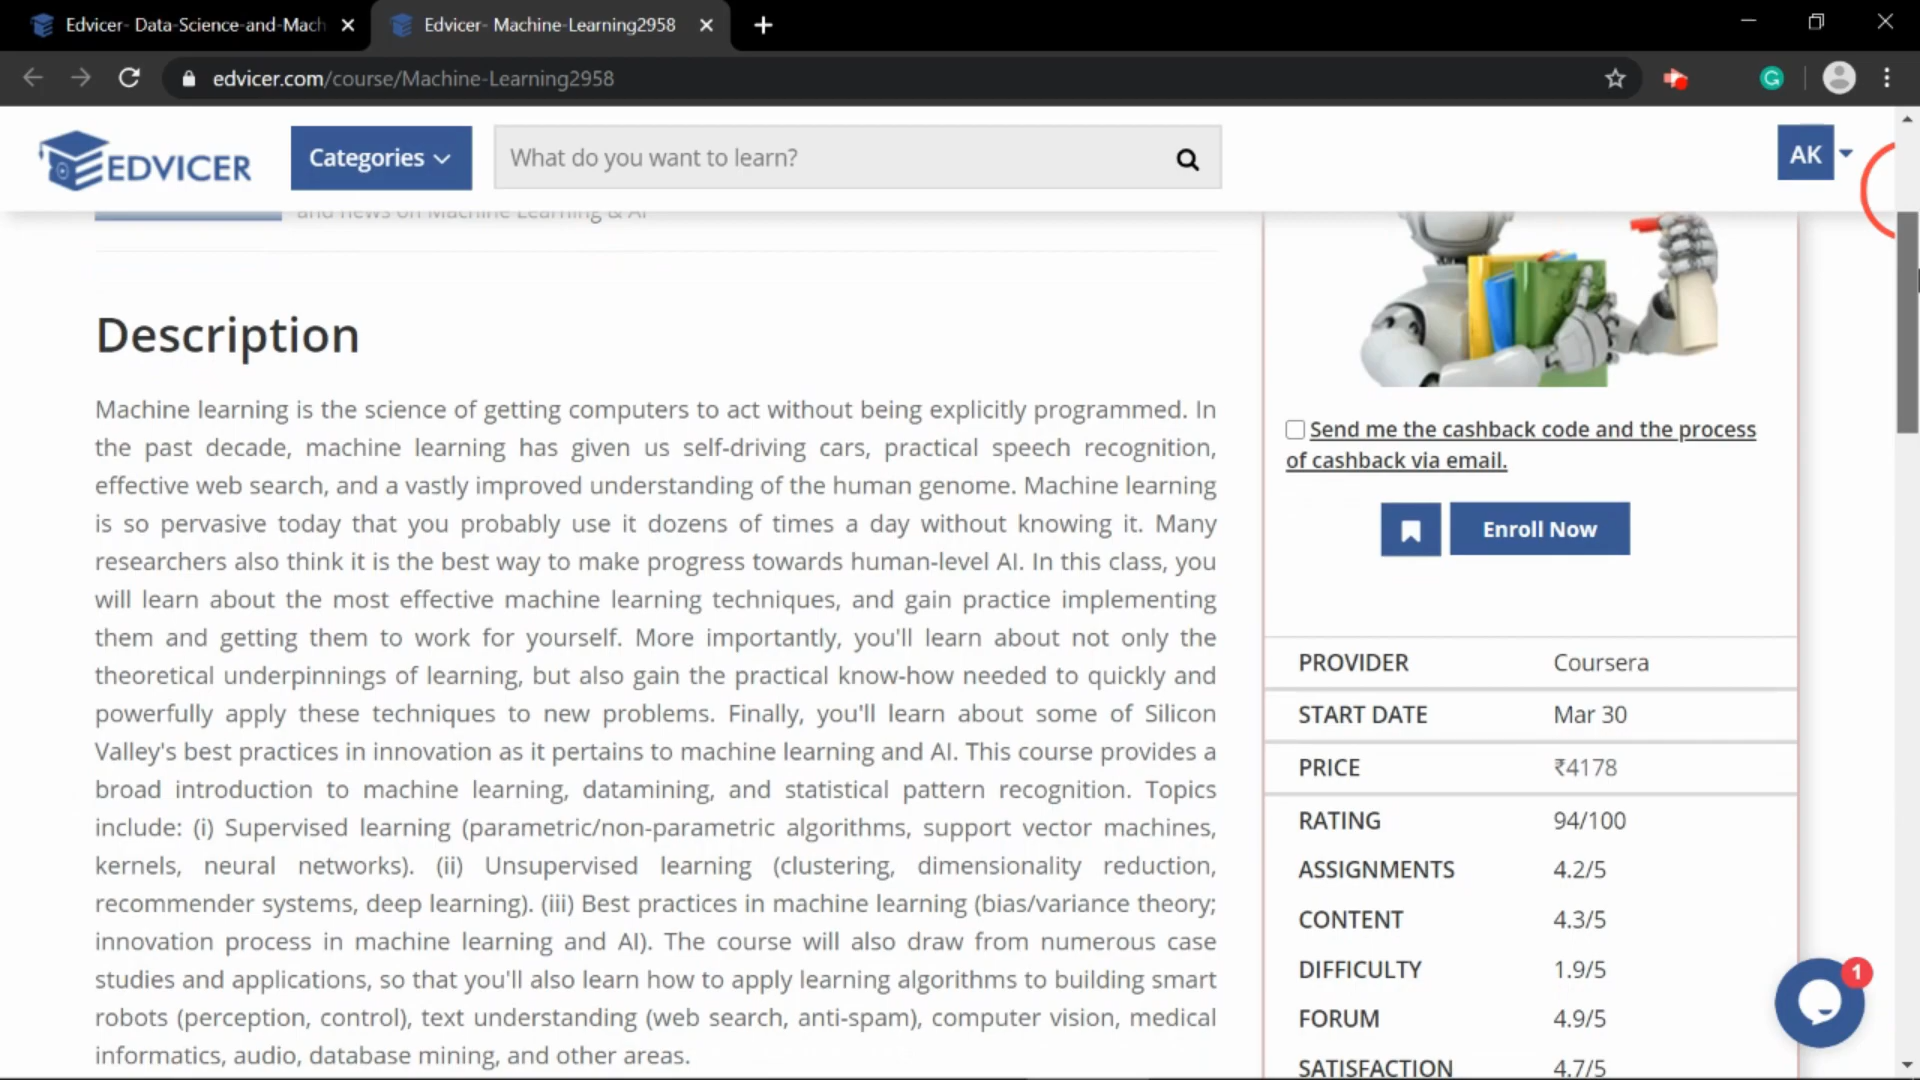 Edvicer- Data-Science-and-Mach
Edvicer- Machine-Learning2958
edvicer.com/course/Machine-Learning2958
EDVICER
Categories
What do you want to learn?
AK
and news on Machine Learning & AI
Description
Machine learning is the science of getting computers to act without being explicitly programmed. In
the past decade, machine learning has given us self-driving cars, practical speech recognition,
effective web search, and a vastly improved understanding of the human genome. Machine learning
is so pervasive today that you probably use it dozens of times a day without knowing it. Many
researchers also think it is the best way to make progress towards human-level AI. In this class, you
will learn about the most effective machine learning techniques, and gain practice implementing
them and getting them to work for yourself. More importantly, you'll learn about not only the
theoretical underpinnings of learning, but also gain the practical know-how needed to quickly and
powerfully apply these techniques to new problems. Finally, you'll learn about some of Silicon
Valley's best practices in innovation as it pertains to machine learning and AI. This course provides a
broad introduction to machine learning, datamining, and statistical pattern recognition. Topics
include: (i) Supervised learning (parametric/non-parametric algorithms, support vector machines,
kernels, neural networks). (ii) Unsupervised learning (clustering, dimensionality reduction,
recommender systems, deep learning). (iii) Best practices in machine learning (bias/variance theory;
innovation process in machine learning and AI). The course will also draw from numerous case
studies and applications, so that you'll also learn how to apply learning algorithms to building smart
robots (perception, control), text understanding (web search, anti-spam), computer vision, medical
informatics, audio, database mining, and other areas.
Send me the cashback code and the process
of cashback via email.
Enroll Now
PROVIDER Coursera
START DATE Mar 30
PRICE ₹4178
RATING 94/100
ASSIGNMENTS 4.2/5
CONTENT 4.3/5
DIFFICULTY 1.9/5
FORUM 4.9/5
SATISFACTION 4.7/5
1